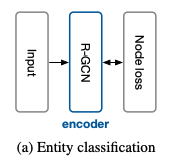 Input
R-GCN
Node loss
encoder
(a) Entity classification